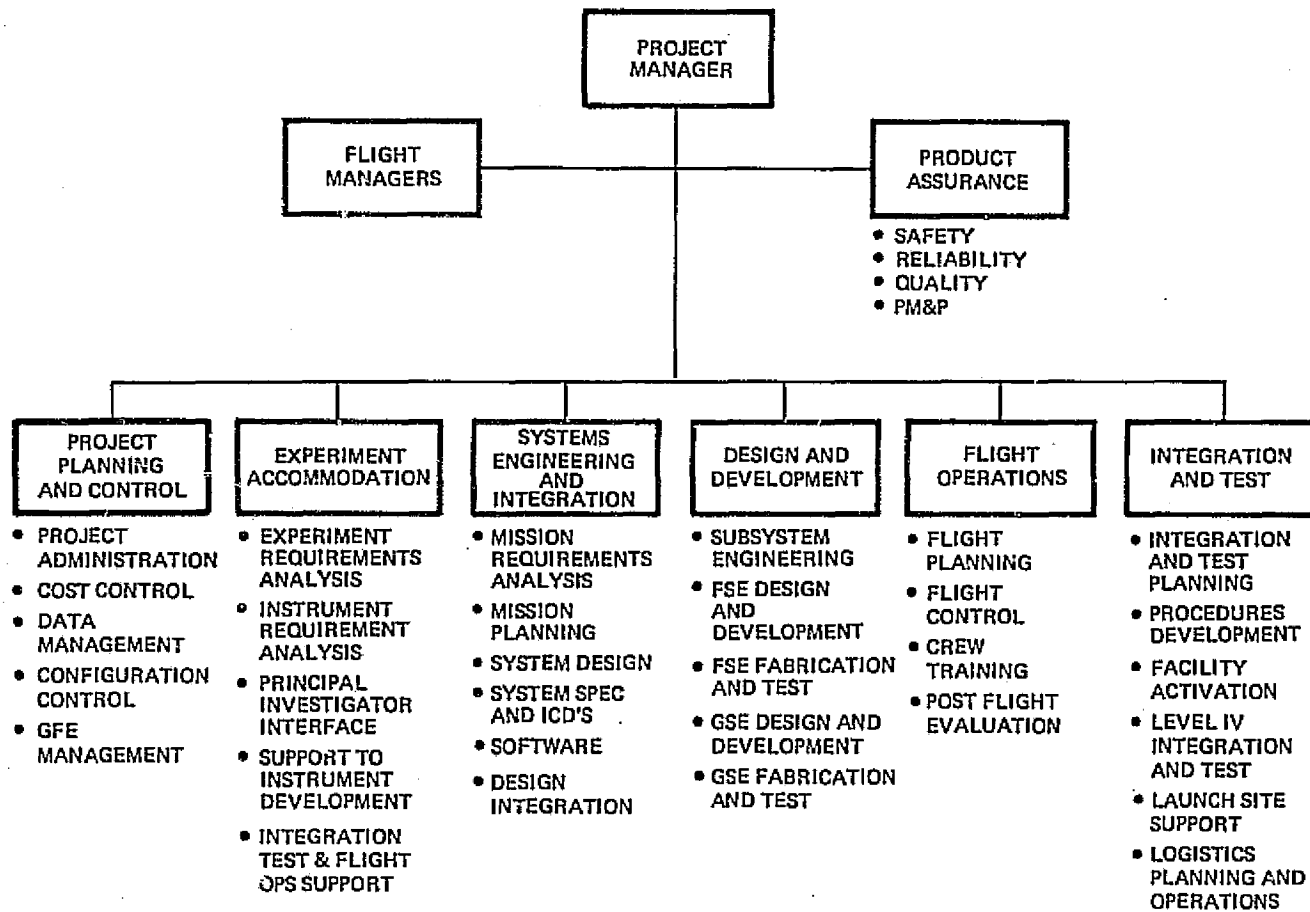 PROJECT
MANAGER
FLIGHT
MANAGERS
PRODUCT
ASSURANCE
• SAFETY
• RELIABILITY
• QUALITY
• PM&P
PROJECT
PLANNING
AND CONTROL
• PROJECT
ADMINISTRATION
• COST CONTROL
• DATA
MANAGEMENT
• CONFIGURATION
CONTROL
• GFE
MANAGEMENT
EXPERIMENT
ACCOMMODATION
• EXPERIMENT
REQUIREMENTS
ANALYSIS
• INSTRUMENT
REQUIREMENT
ANALYSIS
• PRINCIPAL
INVESTIGATOR
INTERFACE
• SUPPORT TO
INSTRUMENT
DEVELOPMENT
• INTEGRATION
TEST & FLIGHT
OPS SUPPORT
SYSTEMS
ENGINEERING
AND
INTEGRATION
• MISSION
REQUIREMENTS
ANALYSIS
• MISSION
PLANNING
• SYSTEM DESIGN
• SYSTEM SPEC
AND ICD'S
• SOFTWARE
• DESIGN
INTEGRATION
DESIGN AND
DEVELOPMENT
• SUBSYSTEM
ENGINEERING
• FSE DESIGN
AND
DEVELOPMENT
• FSE FABRICATION
AND TEST
• GSE DESIGN AND
DEVELOPMENT
• GSE FABRICATION
AND TEST
FLIGHT
OPERATIONS
• FLIGHT
PLANNING
• FLIGHT
CONTROL
• CREW
TRAINING
• POST FLIGHT
EVALUATION
INTEGRATION
AND TEST
• INTEGRATION
AND TEST
PLANNING
• PROCEDURES
DEVELOPMENT
• FACILITY
ACTIVATION
• LEVEL IV
INTEGRATION
AND TEST
• LAUNCH SITE
SUPPORT
• LOGISTICS
PLANNING AND
OPERATIONS